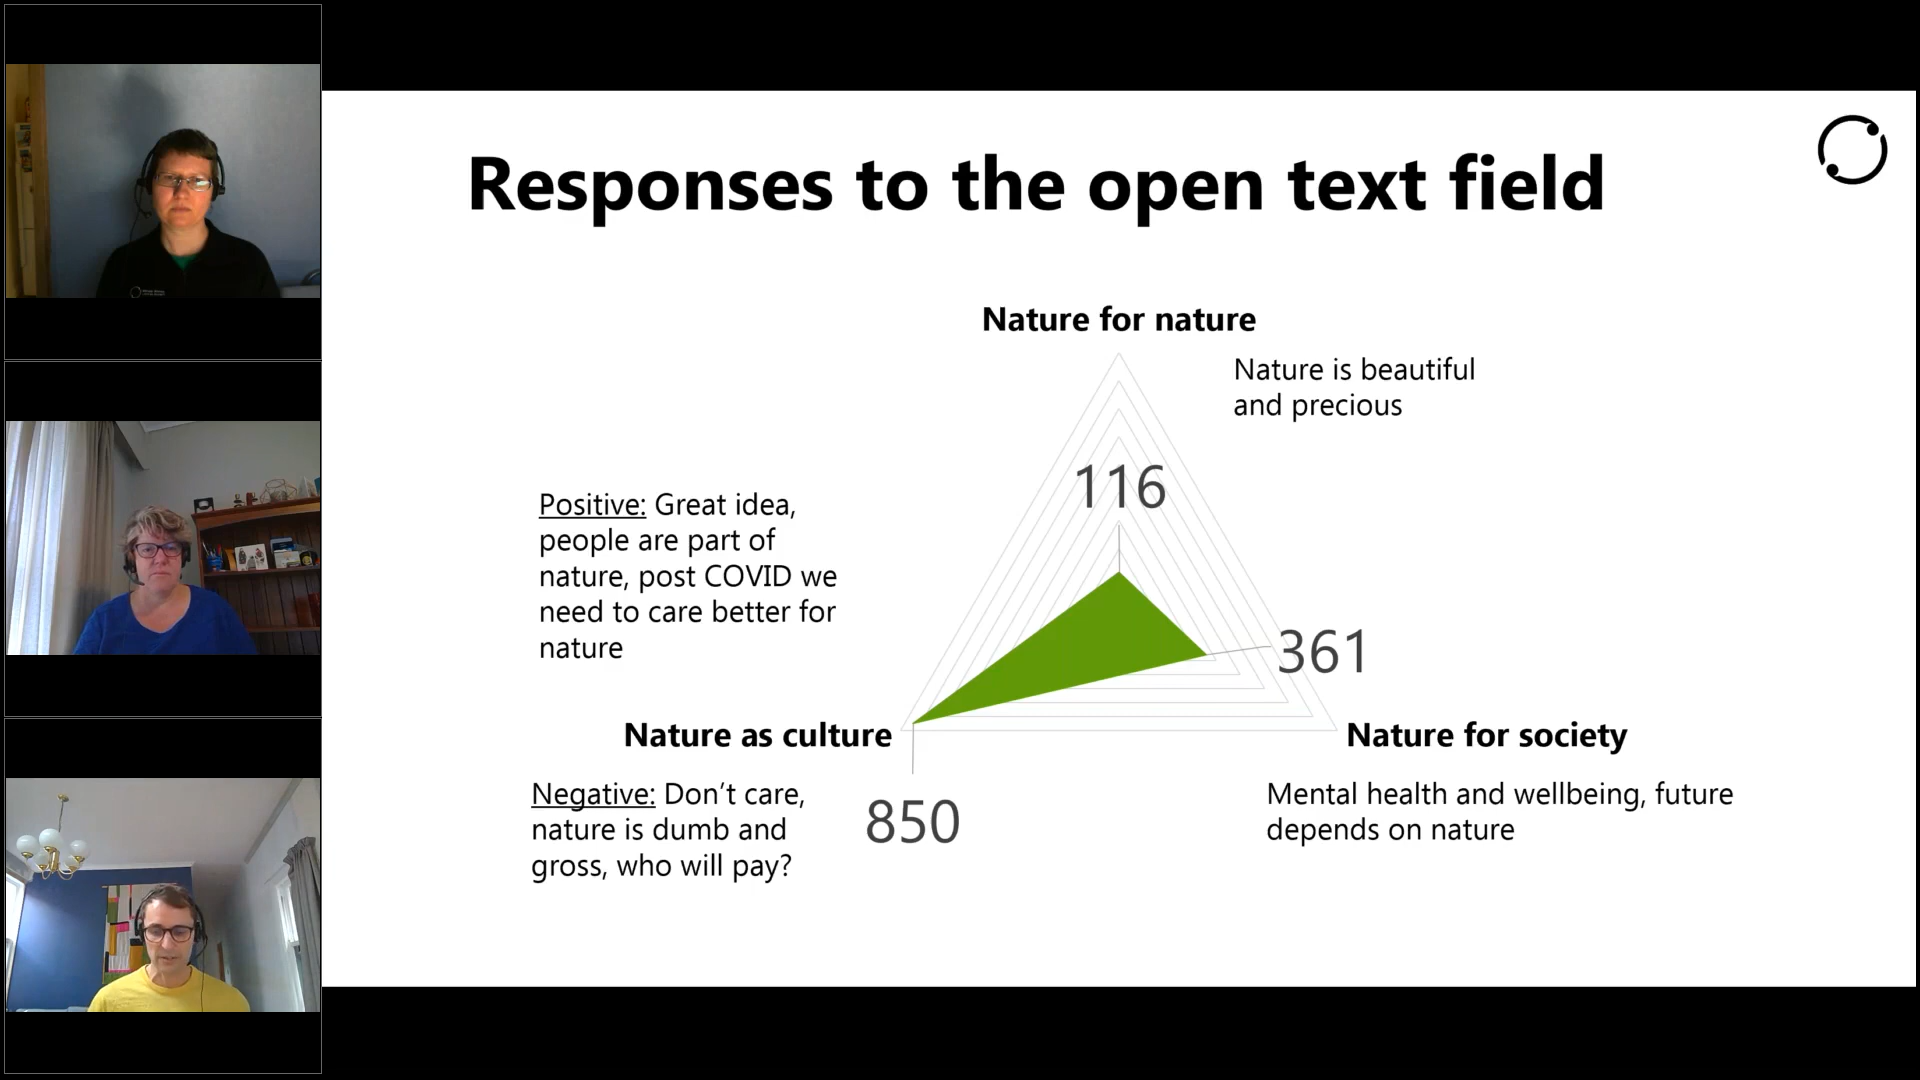 Responses to the open text field
Nature for nature
Nature is beautiful
and precious
116
Positive: Great idea,
people are part of
nature, post COVID we
need to care better for
nature
361
Nature as culture
Nature for society
Negative: Don’t care,
nature is dumb and
gross, who will pay?
850
Mental health and wellbeing, future
depends on nature